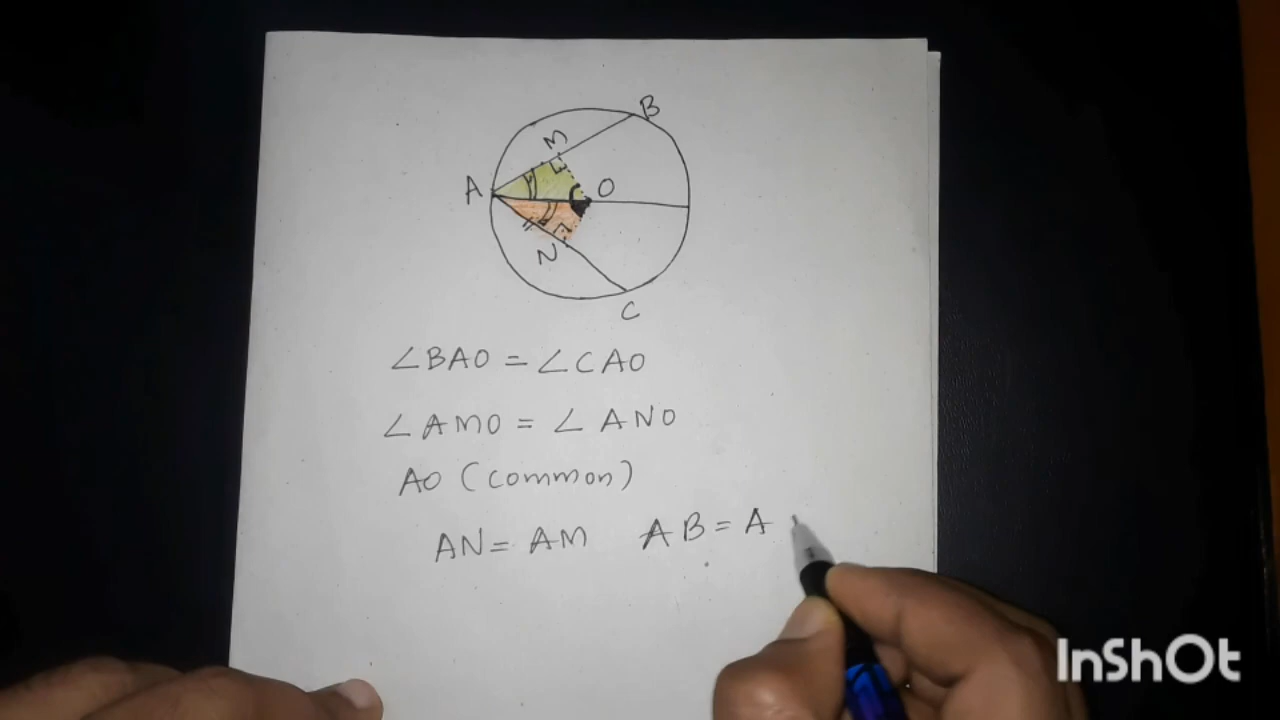 B
M
A
O
N
C
∠BAO = ∠CAO
∠AMO = ∠ANO
AO (common)
AN = AM AB = A
InShOt